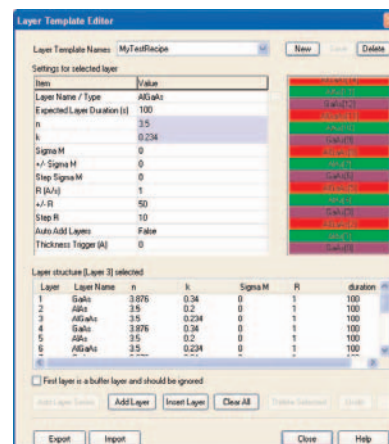 Layer Template Editor
Layer Template Names MyTestRecipe New Delete
Settings for selected layer
Item Value
Layer Name / Type AlGaAs
Expected Layer Duration (s) 100
n 3.5
k 0.234
Sigma M 0
+/- Sigma M 0
Step Sigma M 0
R (A/s) 1
+/- R 50
Step R 10
Auto Add Layers False
Thickness Trigger (A) 0
Layer structure (Layer 3) selected
Layer Layer Name n k Sigma M R duration
1 GaAs 3.876 0.34 0 1 100
2 AlAs 3.5 0.2 0 1 100
3 AlGaAs 3.5 0.234 0 1 100
4 GaAs 3.876 0.34 0 1 100
5 AlAs 3.5 0.2 0 1 100
6 AlGaAs 3.5 0.234 0 1 100
First layer is a buffer layer and should be ignored
Add Layer Insert Layer Clear All
Export Import Close Help